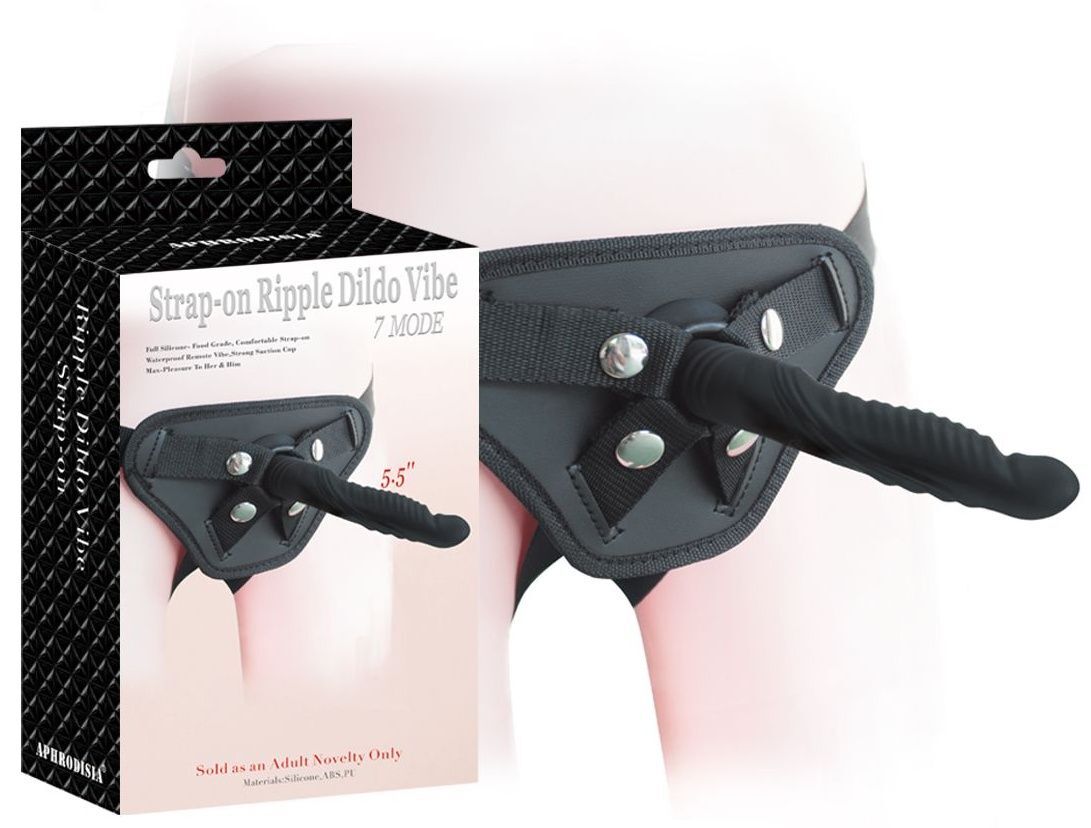 APHRODISIA
Strap-on Ripple Dildo Vibe
7 MODE
Full Silicone- Food Grade, Comfortable Strap-on
Waterproof Remote Vibe,Strong Suction Cup
Max-Pleasure To Her & Him
5.5"
Sold as an Adult Novelty Only
Materials:Silicone,ABS,PU
Ripple Dildo Vibe
Strap-on
APHRODISIA®